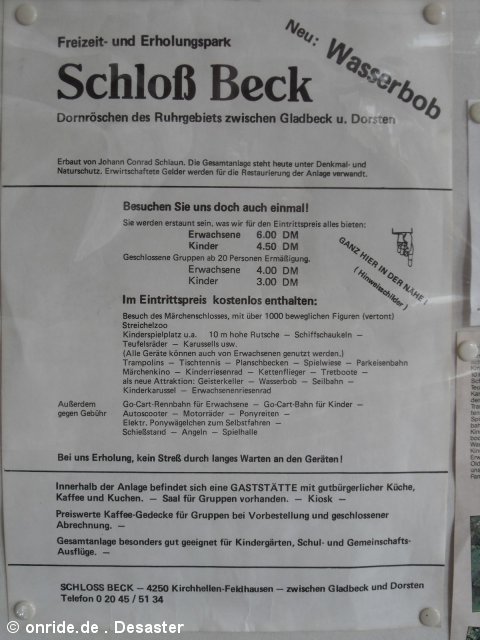 Freizeit- und Erholungspark
Neu: Wasserbob
Schloß Beck
Dornröschen des Ruhrgebiets zwischen Gladbeck u. Dorsten
Erbaut von Johann Conrad Schlaun. Die Gesamtanlage steht heute unter Denkmal- und
Naturschutz. Erwirtschaftete Gelder werden für die Restaurierung der Anlage verwandt.
Besuchen Sie uns doch auch einmal!
Sie werden erstaunt sein, was wir für den Eintrittspreis alles bieten:
Erwachsene 6.00 DM
Kinder 4.50 DM
Geschlossene Gruppen ab 20 Personen Ermäßigung.
Erwachsene 4.00 DM
Kinder 3.00 DM
GANZ HIER IN DER NÄHE!
(Hinweisschilder)
Im Eintrittspreis kostenlos enthalten:
Besuch des Märchenschlosses, mit über 1000 beweglichen Figuren (vertont)
Streichelzoo
Kinderspielplatz u.a. 10 m hohe Rutsche — Schiffschaukeln —
Teufelsräder — Karussells usw.
(Alle Geräte können auch von Erwachsenen genutzt werden.)
Trampolins — Tischtennis — Planschbecken — Spielwiese — Parkeisenbahn
Märchenkino — Kinderriesenrad — Kettenflieger — Tretboote —
als neue Attraktion: Geisterkeller — Wasserbob — Seilbahn —
Kinderkarussel — Erwachsenenriesenrad
Außerdem gegen Gebühr
Go-Cart-Rennbahn für Erwachsene — Go-Cart-Bahn für Kinder —
Autoscooter — Motorräder — Ponyreiten —
Elektr. Ponywägelchen zum Selbstfahren —
Schießstand — Angeln — Spielhalle
Bei uns Erholung, kein Streß durch langes Warten an den Geräten!
Innerhalb der Anlage befindet sich eine GASTSTÄTTE mit gutbürgerlicher Küche,
Kaffee und Kuchen. — Saal für Gruppen vorhanden. — Kiosk —
Preiswerte Kaffee-Gedecke für Gruppen bei Vorbestellung und geschlossener
Abrechnung. —
Gesamtanlage besonders gut geeignet für Kindergärten, Schul- und Gemeinschafts-
Ausflüge. —
SCHLOSS BECK — 4250 Kirchhellen-Feldhausen — zwischen Gladbeck und Dorsten
Telefon 0 20 45 / 51 34
© onride.de . Desaster